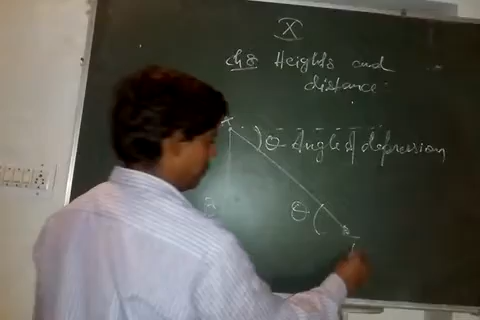 X
Ch 8 Heights and
distance
θ - Angle of depression
θ